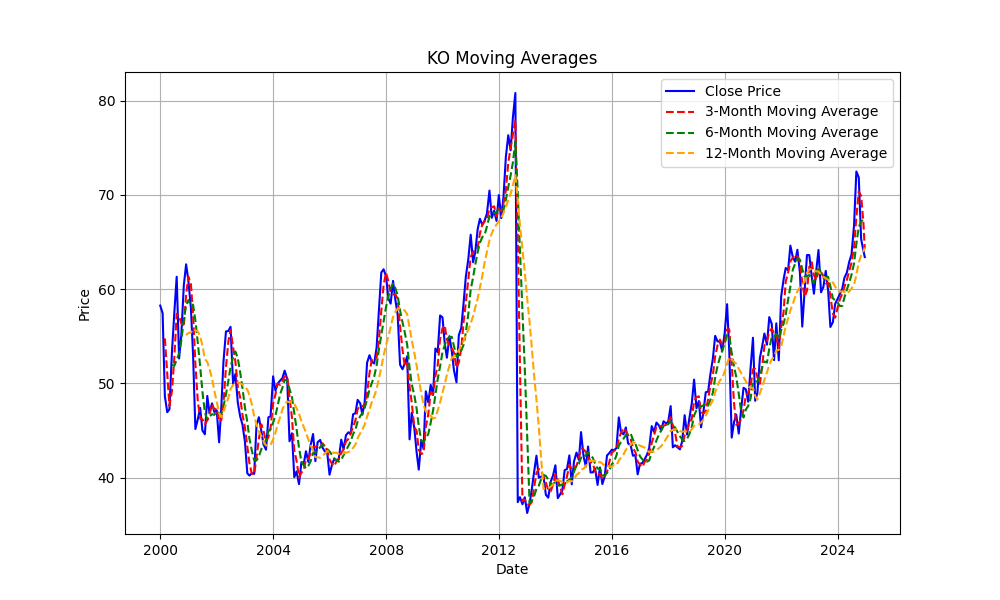 KO Moving Averages
Close Price
3-Month Moving Average
6-Month Moving Average
12-Month Moving Average
80
70
60
50
40
Price
2000 2004 2008 2012 2016 2020 2024
Date